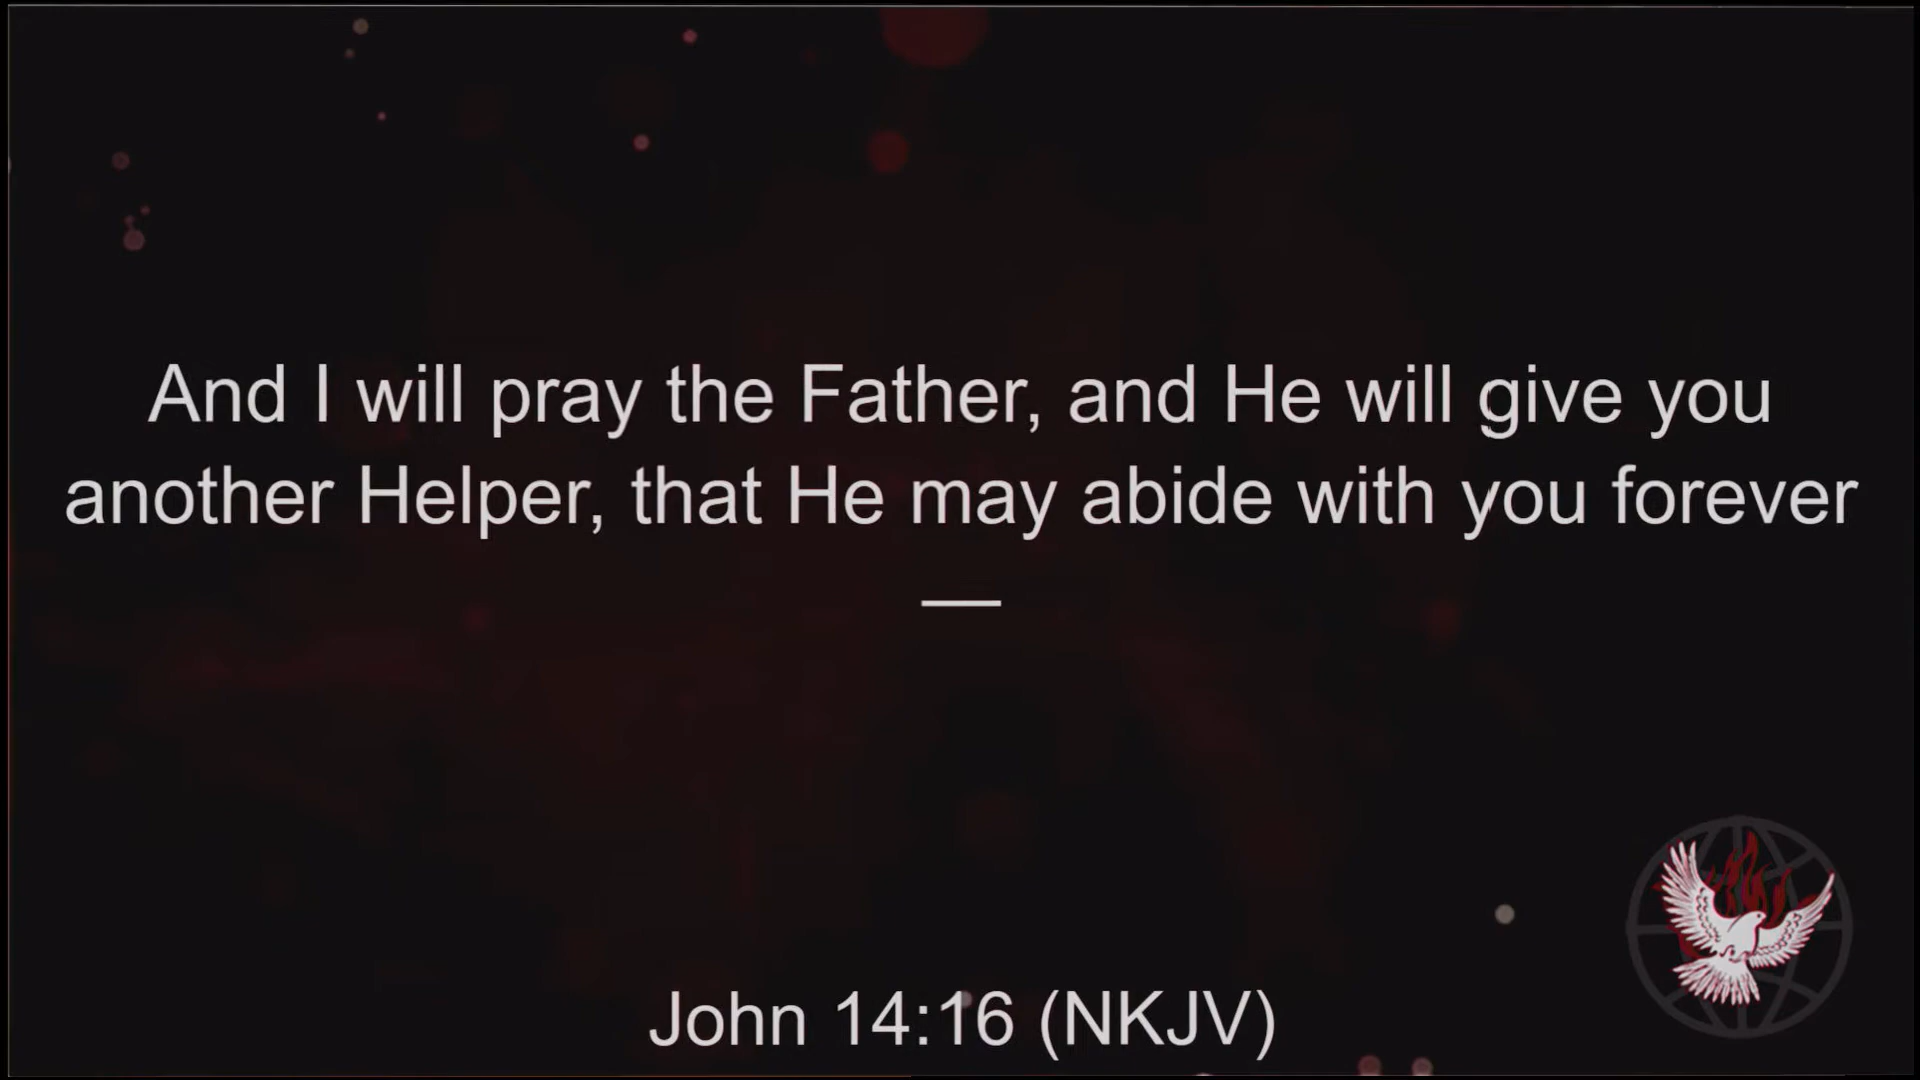 And I will pray the Father, and He will give you
another Helper, that He may abide with you forever
—
John 14:16 (NKJV)